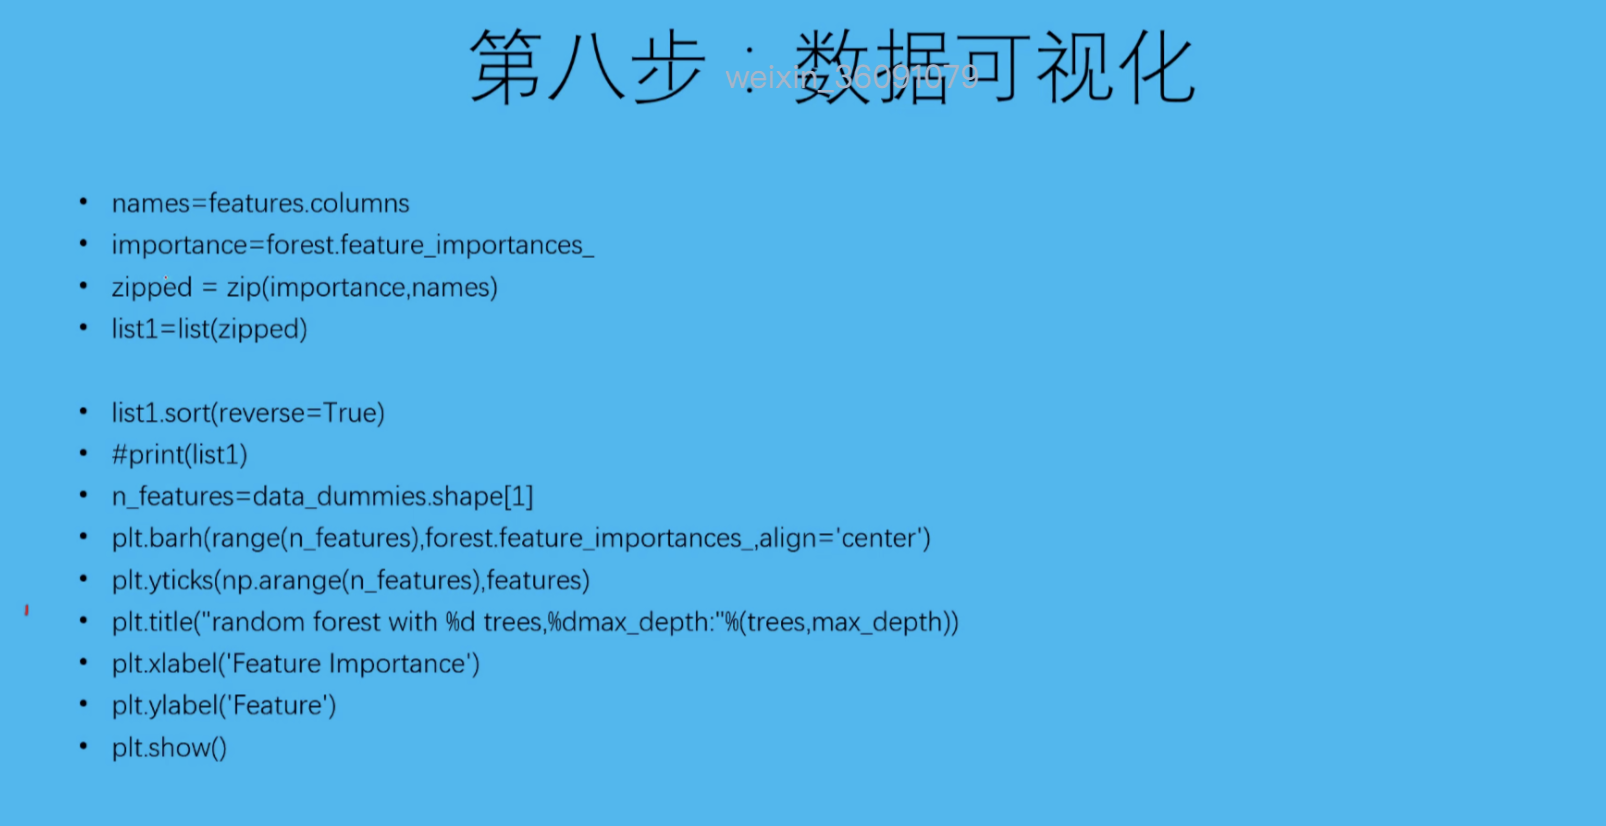 第八步：数据可视化
weixin_36091079
• names=features.columns
• importance=forest.feature_importances_
• zipped = zip(importance,names)
• list1=list(zipped)
• list1.sort(reverse=True)
• #print(list1)
• n_features=data_dummies.shape[1]
• plt.barh(range(n_features),forest.feature_importances_,align='center')
• plt.yticks(np.arange(n_features),features)
• plt.title("random forest with %d trees,%dmax_depth:"%(trees,max_depth))
• plt.xlabel('Feature Importance')
• plt.ylabel('Feature')
• plt.show()